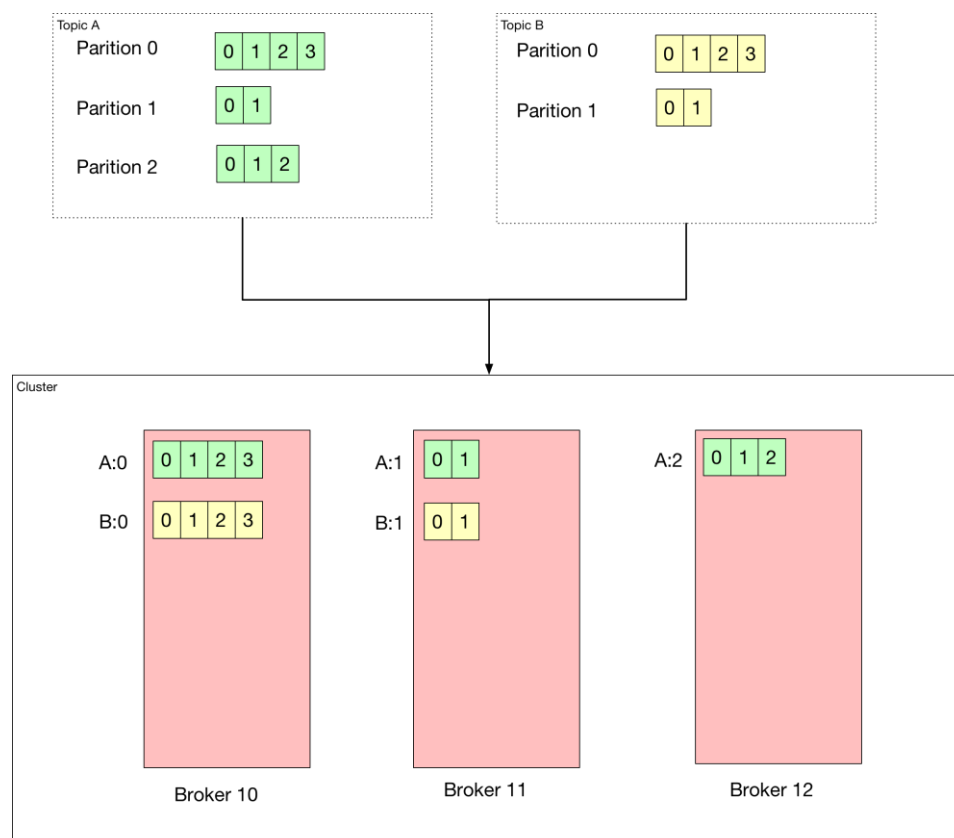 Topic A
Parition 0 0 1 2 3
Parition 1 0 1
Parition 2 0 1 2
Topic B
Parition 0 0 1 2 3
Parition 1 0 1
Cluster
A:0 0 1 2 3
B:0 0 1 2 3
Broker 10
A:1 0 1
B:1 0 1
Broker 11
A:2 0 1 2
Broker 12